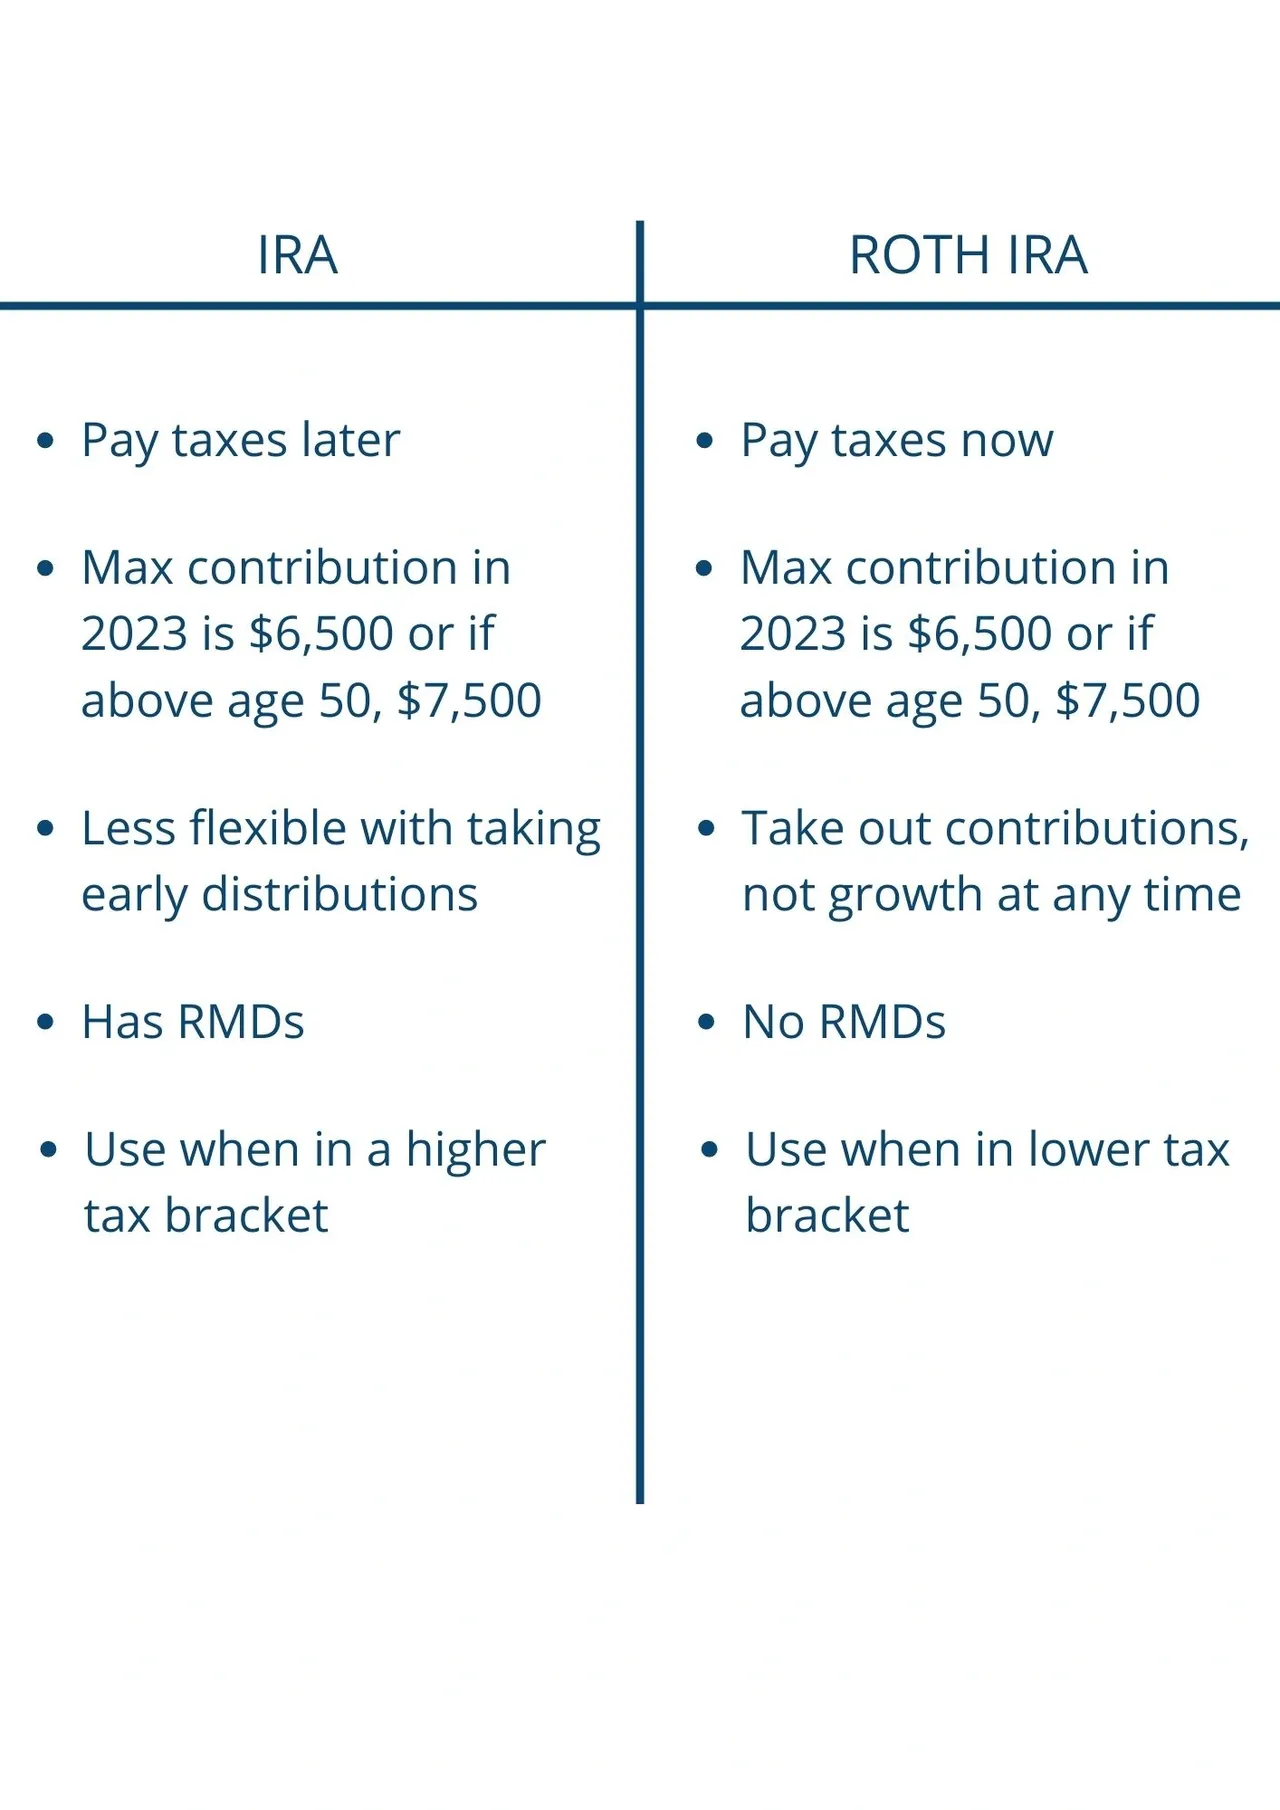 IRA
ROTH IRA
• Pay taxes later
• Max contribution in
2023 is $6,500 or if
above age 50, $7,500
• Less flexible with taking
early distributions
• Has RMDs
• Use when in a higher
tax bracket
• Pay taxes now
• Max contribution in
2023 is $6,500 or if
above age 50, $7,500
• Take out contributions,
not growth at any time
• No RMDs
• Use when in lower tax
bracket